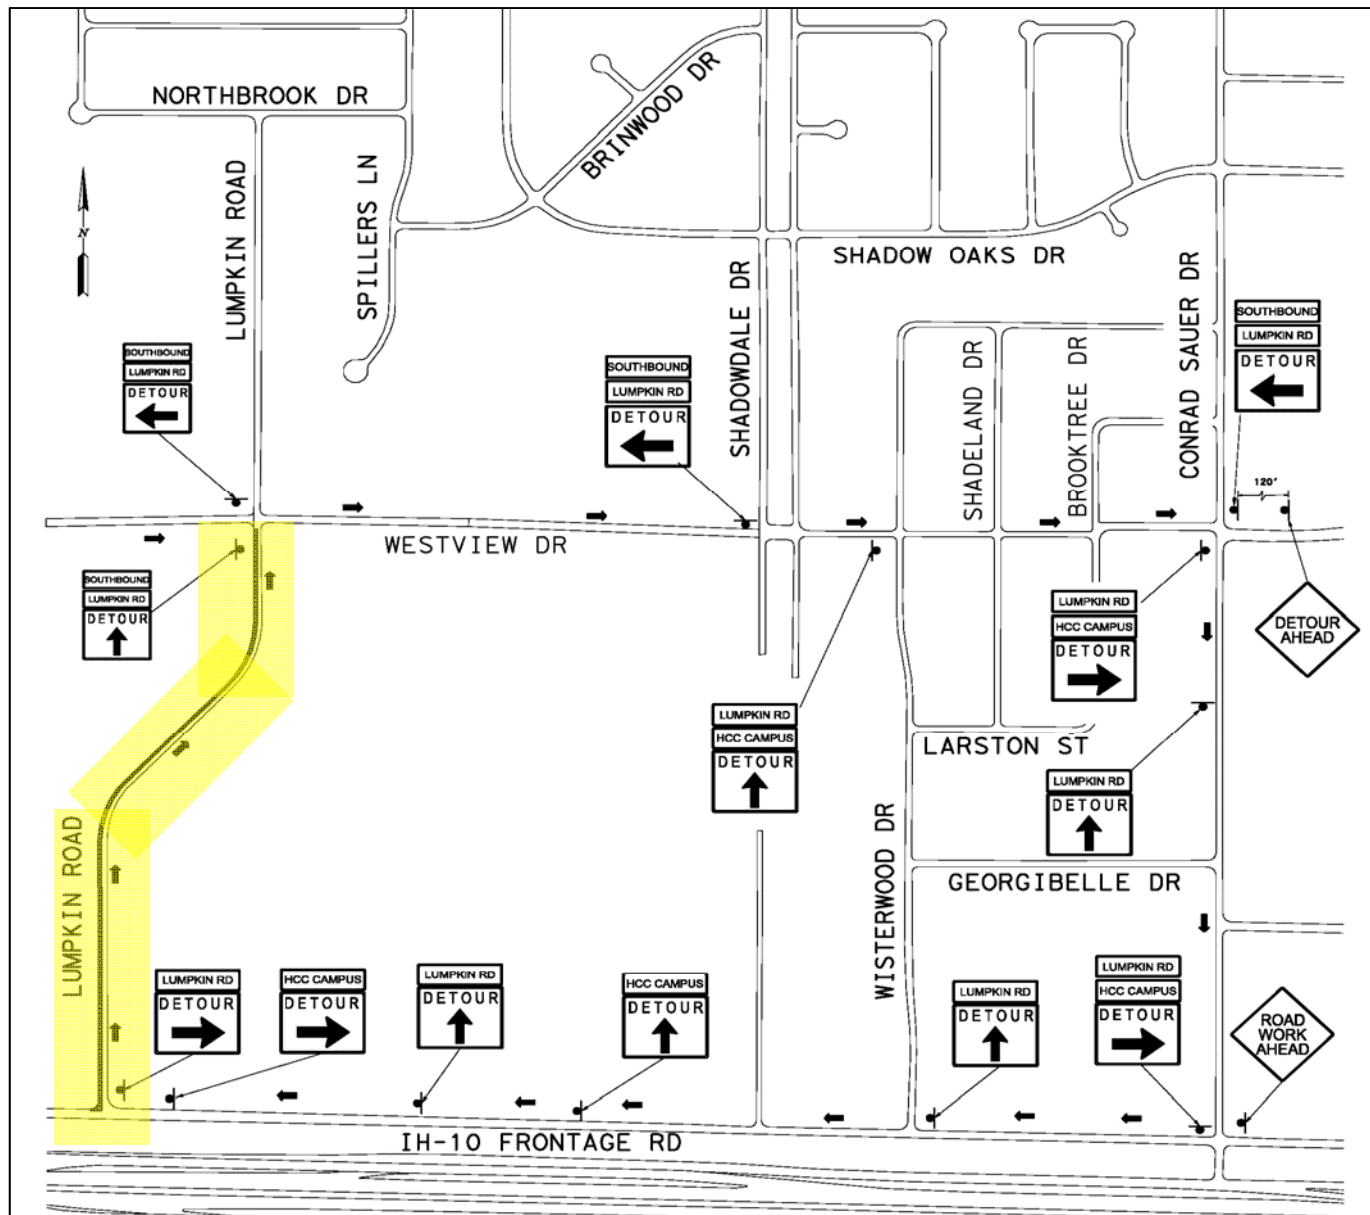 NORTHBROOK DR
BRINWOOD DR
LUMPKIN ROAD
SPILLERS LN
N
SHADOW OAKS DR
SHADOWDALE DR
CONRAD SAUER DR
SHADELAND DR
BROOKTREE DR
SOUTHBOUND
LUMPKIN RD
DETOUR
SOUTHBOUND
LUMPKIN RD
DETOUR
SOUTHBOUND
LUMPKIN RD
DETOUR
120'
WESTVIEW DR
SOUTHBOUND
LUMPKIN RD
DETOUR
LUMPKIN RD
HCC CAMPUS
DETOUR
DETOUR
AHEAD
LUMPKIN RD
HCC CAMPUS
DETOUR
LARSTON ST
LUMPKIN RD
DETOUR
LUMPKIN ROAD
WISTERWOOD DR
GEORGIBELLE DR
LUMPKIN RD
DETOUR
HCC CAMPUS
DETOUR
LUMPKIN RD
DETOUR
HCC CAMPUS
DETOUR
LUMPKIN RD
DETOUR
LUMPKIN RD
HCC CAMPUS
DETOUR
ROAD
WORK
AHEAD
IH-10 FRONTAGE RD